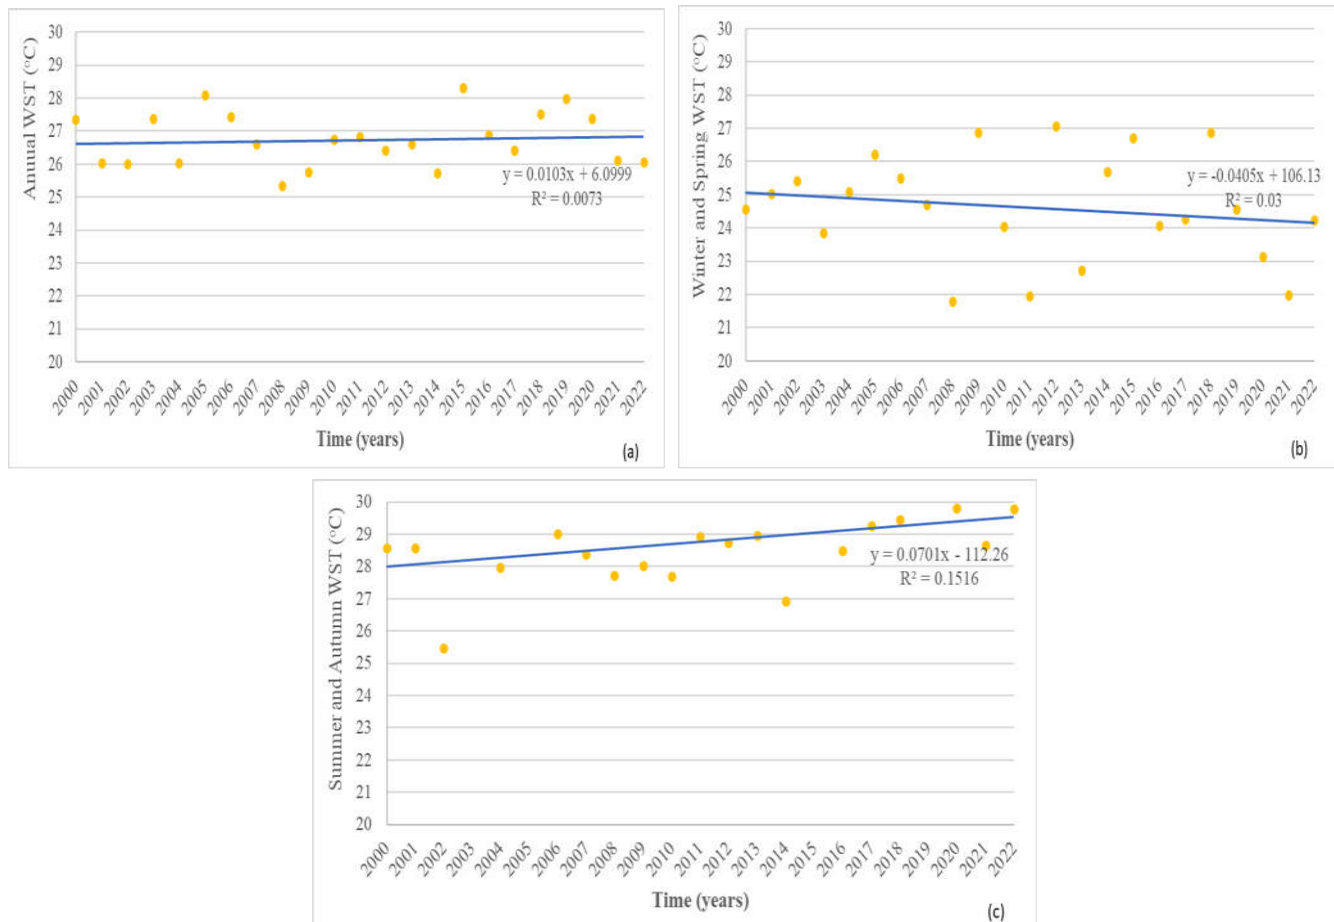 Annual WST (°C)
30
29
28
27
26
25
24
23
22
21
20
y = 0.0103x + 6.0999
R² = 0.0073
2000 2001 2002 2003 2004 2005 2006 2007 2008 2009 2010 2011 2012 2013 2014 2015 2016 2017 2018 2019 2020 2021 2022
Time (years)
(a)
Winter and Spring WST (°C)
30
29
28
27
26
25
24
23
22
21
20
y = -0.0405x + 106.13
R² = 0.03
2000 2001 2002 2003 2004 2005 2006 2007 2008 2009 2010 2011 2012 2013 2014 2015 2016 2017 2018 2019 2020 2021 2022
Time (years)
(b)
Summer and Autumn WST (°C)
30
29
28
27
26
25
24
23
22
21
20
y = 0.0701x - 112.26
R² = 0.1516
2000 2001 2002 2003 2004 2005 2006 2007 2008 2009 2010 2011 2012 2013 2014 2015 2016 2017 2018 2019 2020 2021 2022
Time (years)
(c)